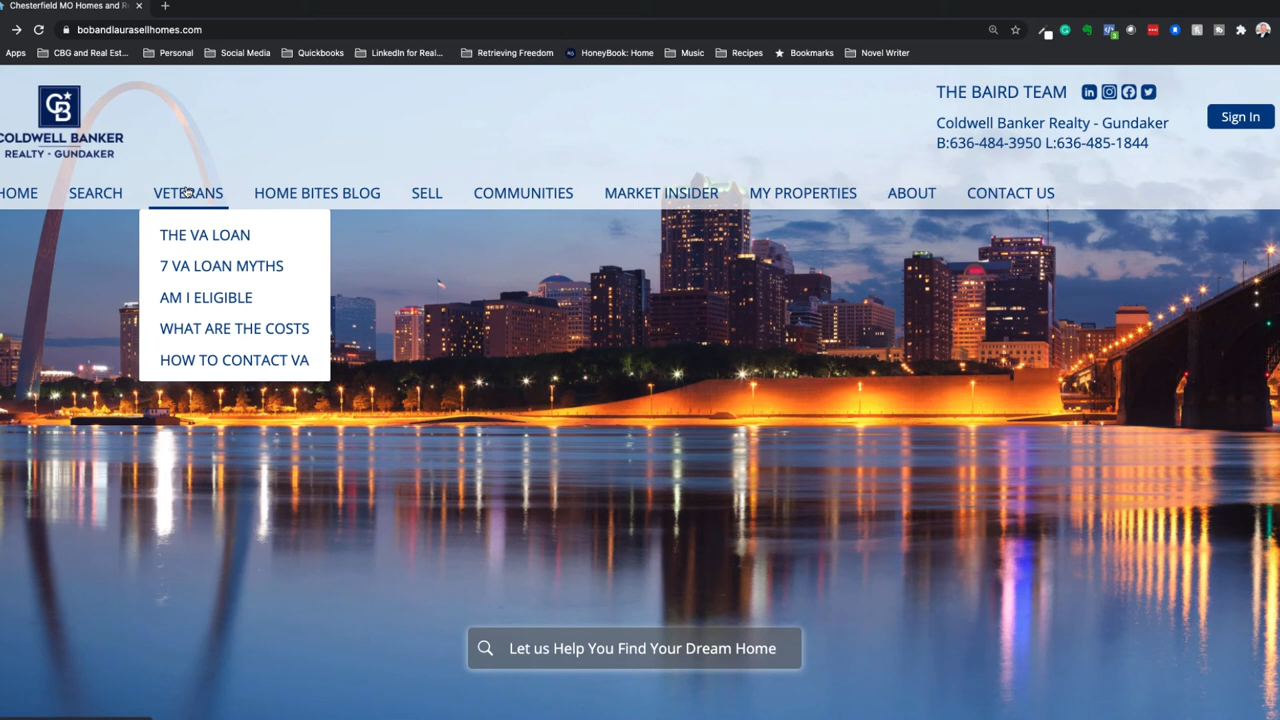 Chesterfield MO Homes and R
bobandlaurasellhomes.com
Apps CBG and Real Est... Personal Social Media Quickbooks LinkedIn for Real... Retrieving Freedom HoneyBook: Home Music Recipes Bookmarks Novel Writer
CB
COLDWELL BANKER
REALTY - GUNDAKER
THE BAIRD TEAM
Coldwell Banker Realty - Gundaker
B:636-484-3950 L:636-485-1844
Sign In
HOME SEARCH VETERANS HOME BITES BLOG SELL COMMUNITIES MARKET INSIDER MY PROPERTIES ABOUT CONTACT US
THE VA LOAN
7 VA LOAN MYTHS
AM I ELIGIBLE
WHAT ARE THE COSTS
HOW TO CONTACT VA
Let us Help You Find Your Dream Home